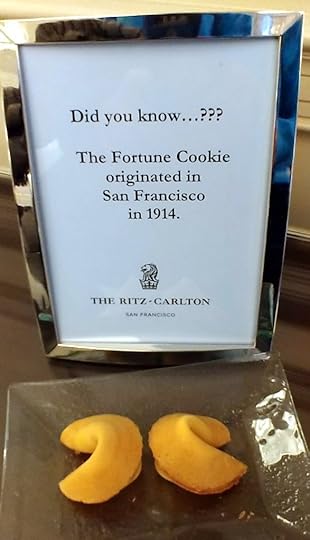 Did you know...???
The Fortune Cookie
originated in
San Francisco
in 1914.
THE RITZ-CARLTON
SAN FRANCISCO